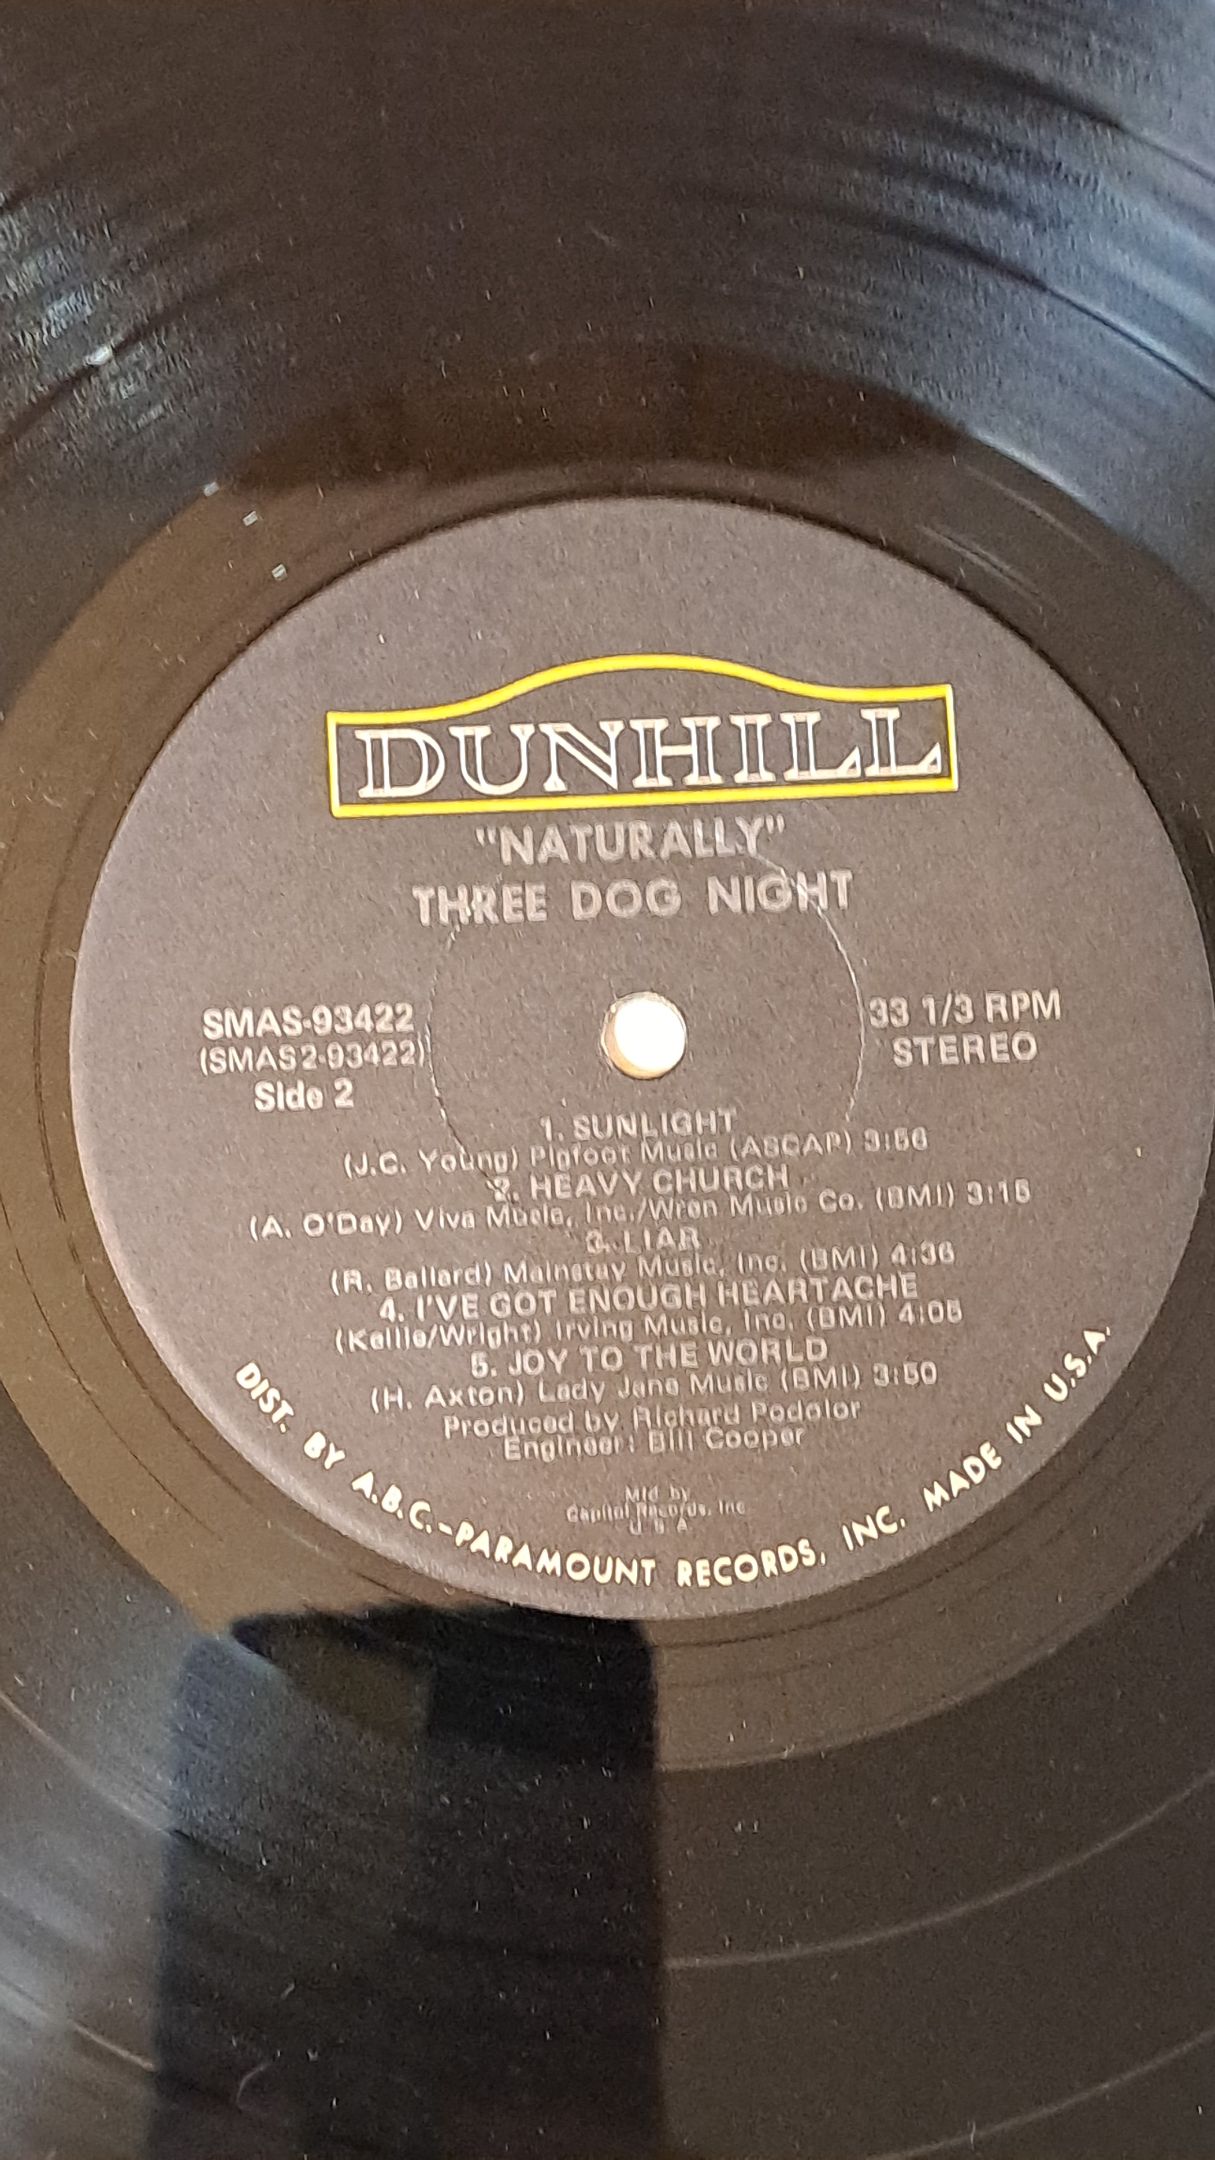 DUNHILL
"NATURALLY"
THREE DOG NIGHT
SMAS-93422
(SMAS2-93422)
Side 2
33 1/3 RPM
STEREO
1. SUNLIGHT
(J.C. Young) Pigfoot Music (ASCAP) 3:56
2. HEAVY CHURCH
(A. O'Day) Viva Music, Inc./Wren Music Co. (BMI) 3:15
3. LIAR
(R. Ballard) Mainstay Music, Inc. (BMI) 4:36
4. I'VE GOT ENOUGH HEARTACHE
(Kellie/Wright) Irving Music, Inc. (BMI) 4:05
5. JOY TO THE WORLD
(H. Axton) Lady Jane Music (BMI) 3:50
Produced by Richard Podolor
Engineer: Bill Cooper
Mfd by
Capitol Records, Inc
U S A
DIST. BY A.B.C.-PARAMOUNT RECORDS, INC. MADE IN U.S.A.